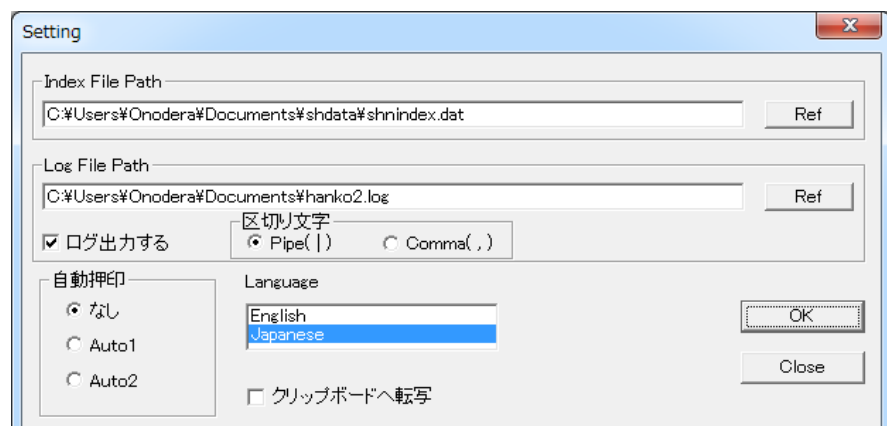 Setting
Index File Path
C:¥Users¥Onodera¥Documents¥shdata¥shnindex.dat
Ref
Log File Path
C:¥Users¥Onodera¥Documents¥hanko2.log
Ref
ログ出力する
区切り文字
Pipe(|)
Comma(,)
自動押印
なし
Auto1
Auto2
Language
English
Japanese
クリップボードへ転写
OK
Close